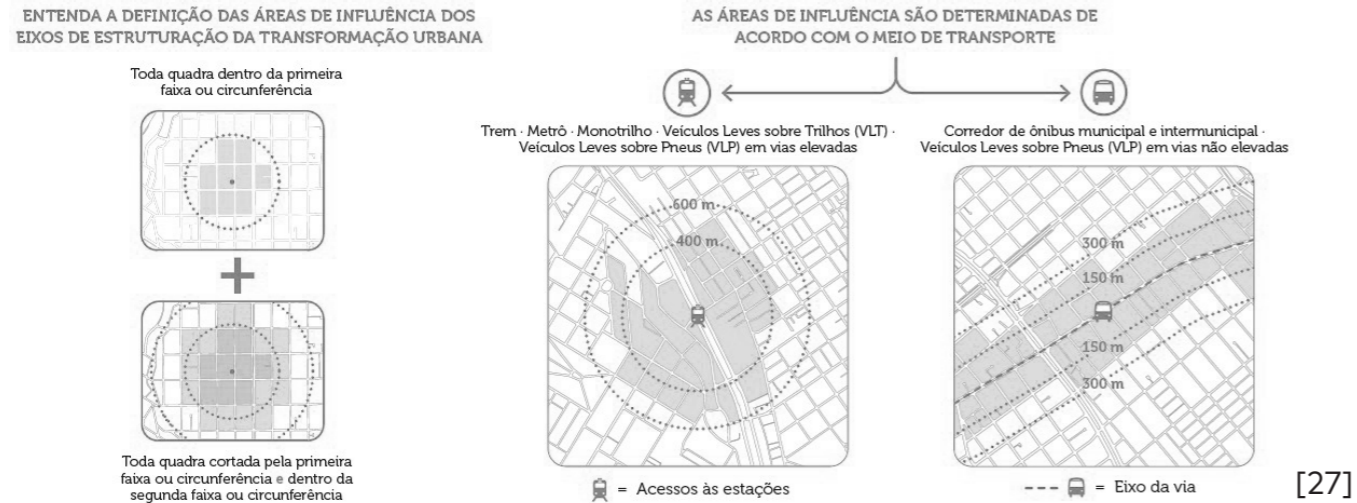 ENTENDA A DEFINIÇÃO DAS ÁREAS DE INFLUÊNCIA DOS
EIXOS DE ESTRUTURAÇÃO DA TRANSFORMAÇÃO URBANA
Toda quadra dentro da primeira
faixa ou circunferência
+
Toda quadra cortada pela primeira
faixa ou circunferência e dentro da
segunda faixa ou circunferência
AS ÁREAS DE INFLUÊNCIA SÃO DETERMINADAS DE
ACORDO COM O MEIO DE TRANSPORTE
Trem · Metrô · Monotrilho · Veículos Leves sobre Trilhos (VLT) ·
Veículos Leves sobre Pneus (VLP) em vias elevadas
600 m
400 m
= Acessos às estações
Corredor de ônibus municipal e intermunicipal ·
Veículos Leves sobre Pneus (VLP) em vias não elevadas
300 m
150 m
150 m
300 m
= Eixo da via
[27]